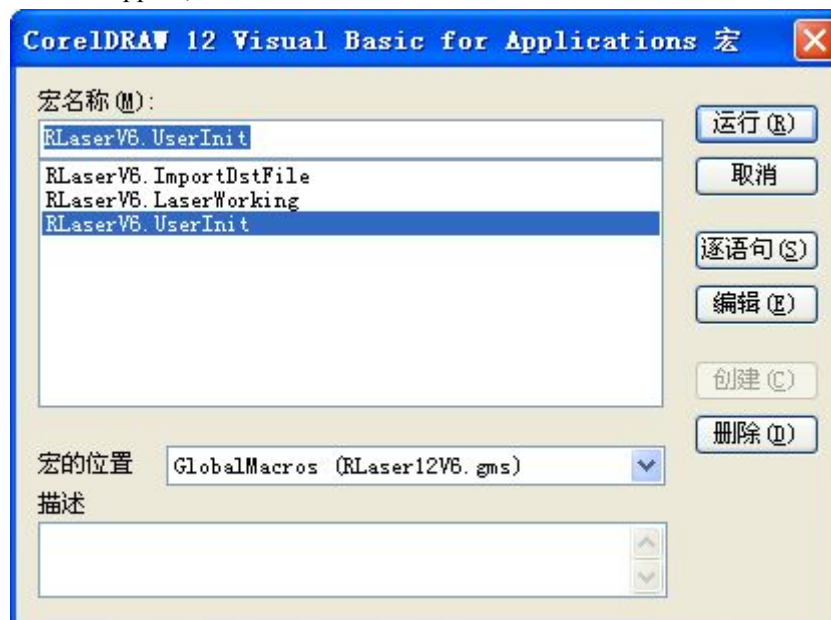 CorelDRAW 12 Visual Basic for Applications 宏
宏名称(M):
RLaserV6.UserInit
RLaserV6.ImportDstFile
RLaserV6.LaserWorking
RLaserV6.UserInit
运行(R)
取消
逐语句(S)
编辑(E)
创建(C)
删除(D)
宏的位置 GlobalMacros (RLaser12V6.gms)
描述